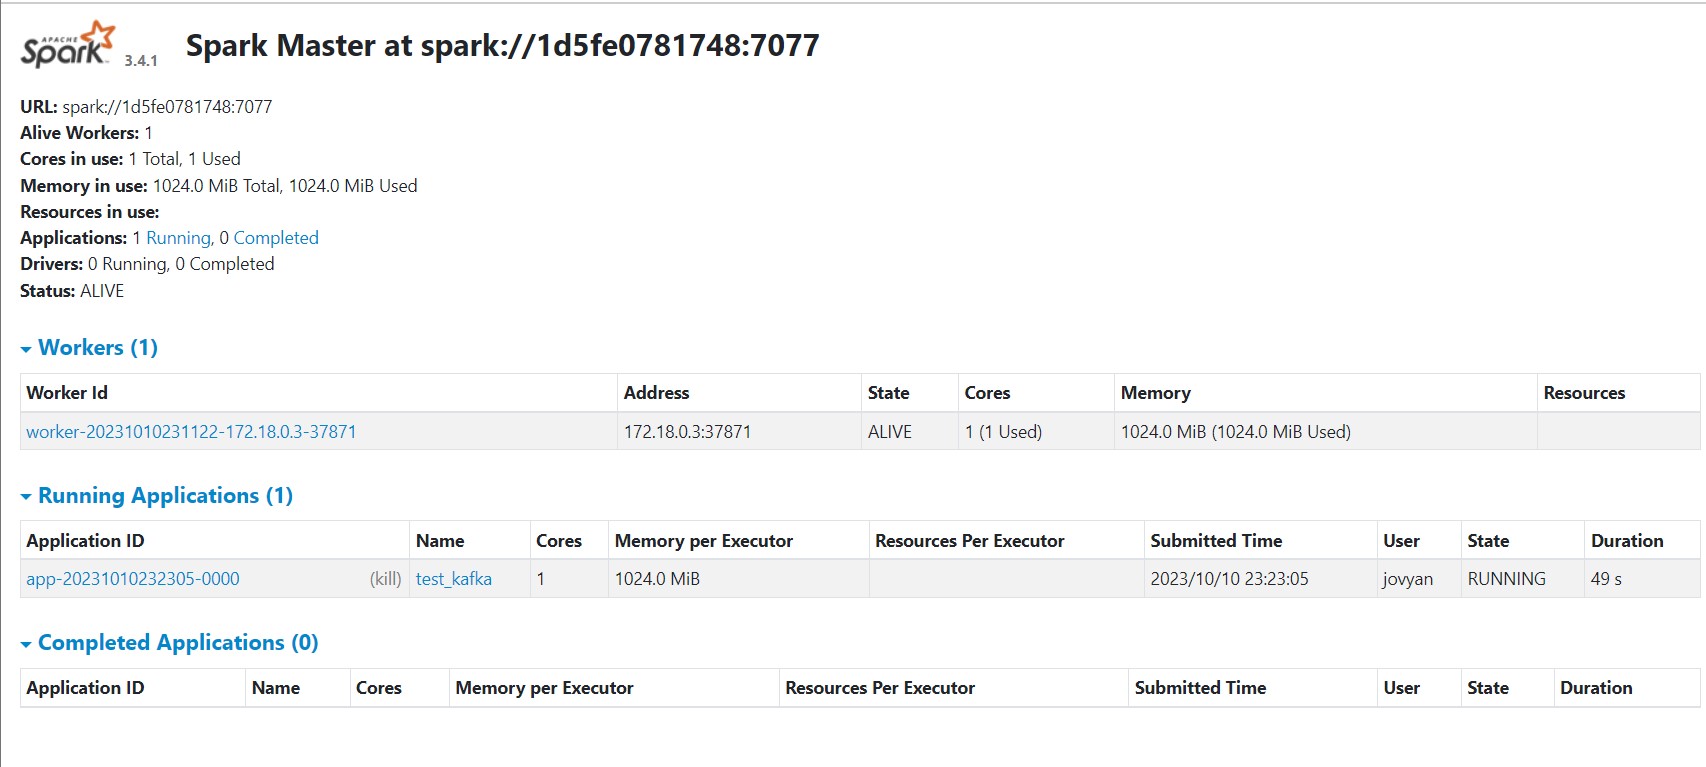 APACHE
Spark 3.4.1 Spark Master at spark://1d5fe0781748:7077
URL: spark://1d5fe0781748:7077
Alive Workers: 1
Cores in use: 1 Total, 1 Used
Memory in use: 1024.0 MiB Total, 1024.0 MiB Used
Resources in use:
Applications: 1 Running, 0 Completed
Drivers: 0 Running, 0 Completed
Status: ALIVE
Workers (1)
Worker Id Address State Cores Memory Resources
worker-20231010231122-172.18.0.3-37871 172.18.0.3:37871 ALIVE 1 (1 Used) 1024.0 MiB (1024.0 MiB Used)
Running Applications (1)
Application ID Name Cores Memory per Executor Resources Per Executor Submitted Time User State Duration
app-20231010232305-0000 (kill) test_kafka 1 1024.0 MiB 2023/10/10 23:23:05 jovyan RUNNING 49 s
Completed Applications (0)
Application ID Name Cores Memory per Executor Resources Per Executor Submitted Time User State Duration